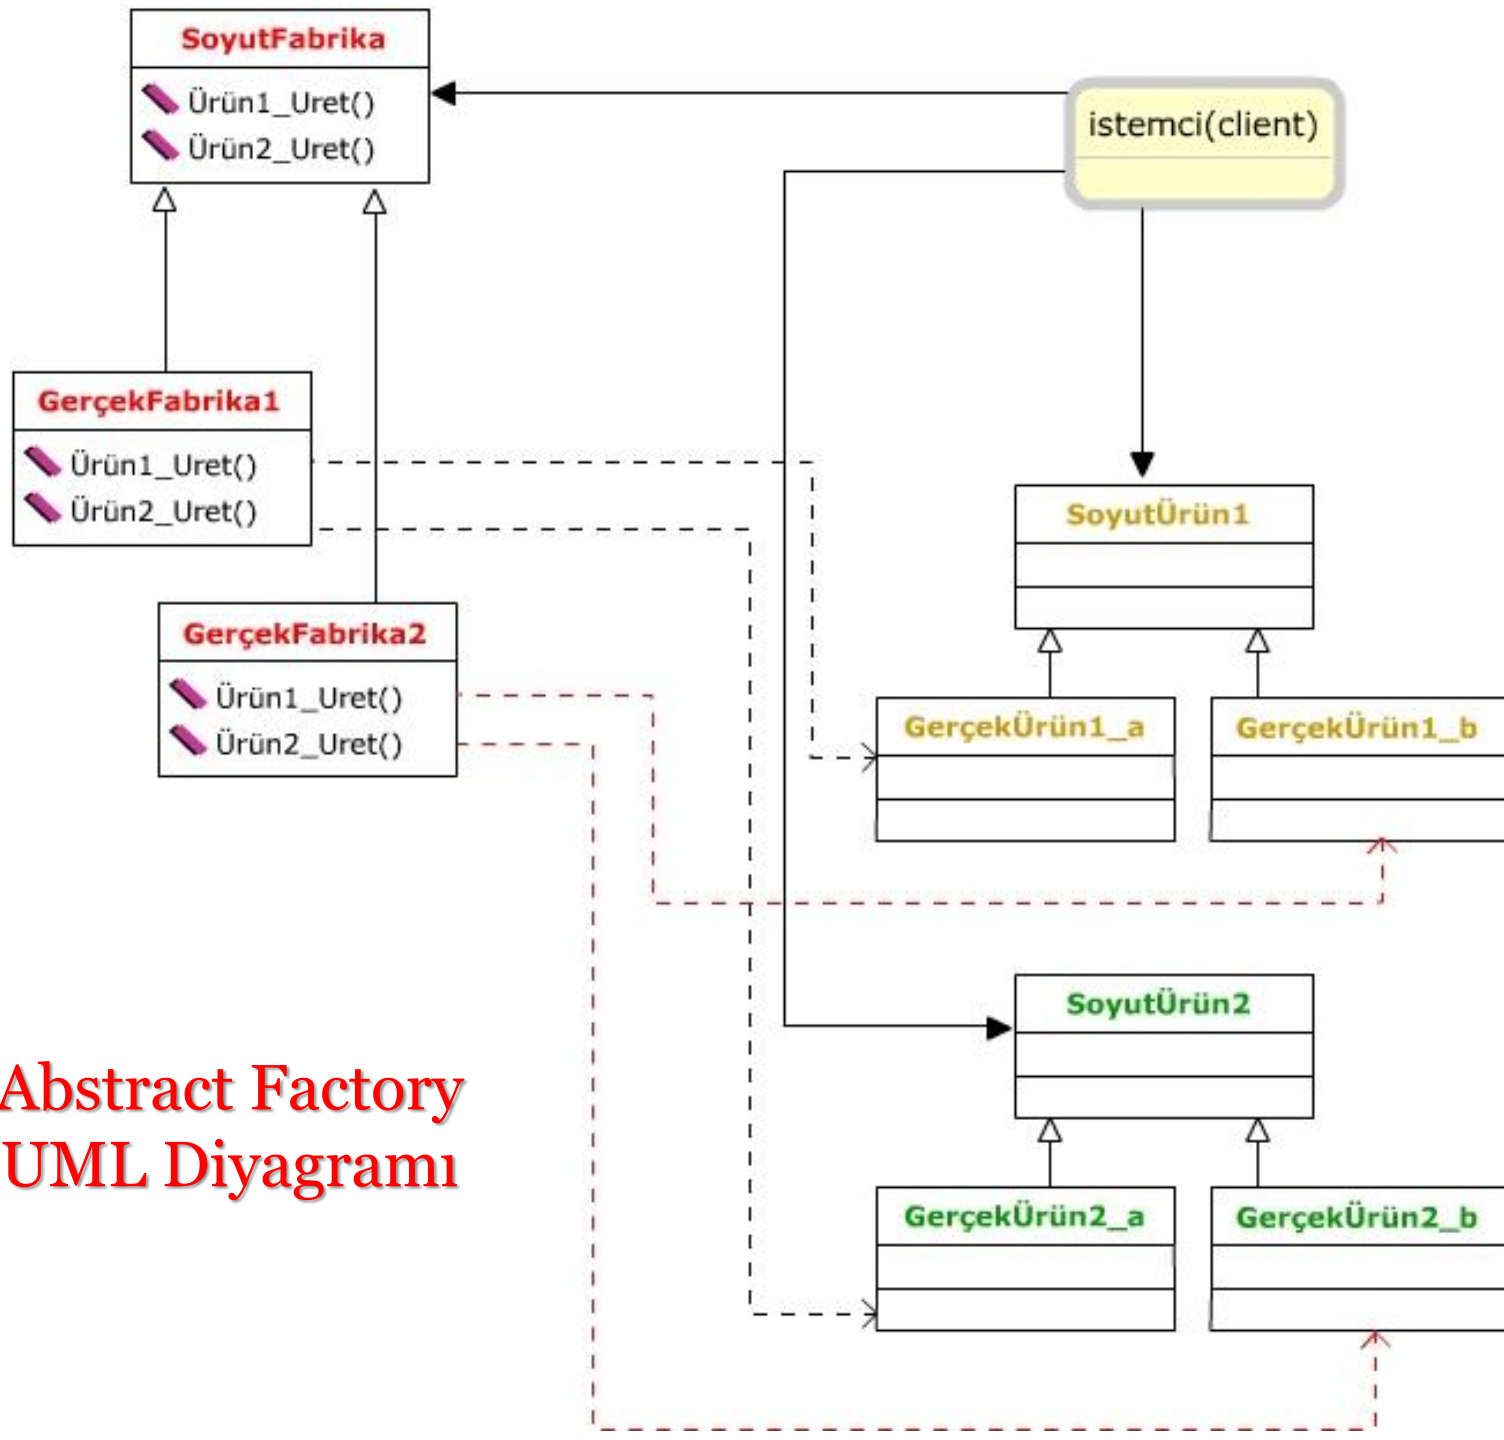 SoyutFabrika
Ürün1_Uret()
Ürün2_Uret()
istemci(client)
GerçekFabrika1
Ürün1_Uret()
Ürün2_Uret()
SoyutÜrün1
GerçekFabrika2
Ürün1_Uret()
Ürün2_Uret()
GerçekÜrün1_a
GerçekÜrün1_b
SoyutÜrün2
Abstract Factory
UML Diyagramı
GerçekÜrün2_a
GerçekÜrün2_b